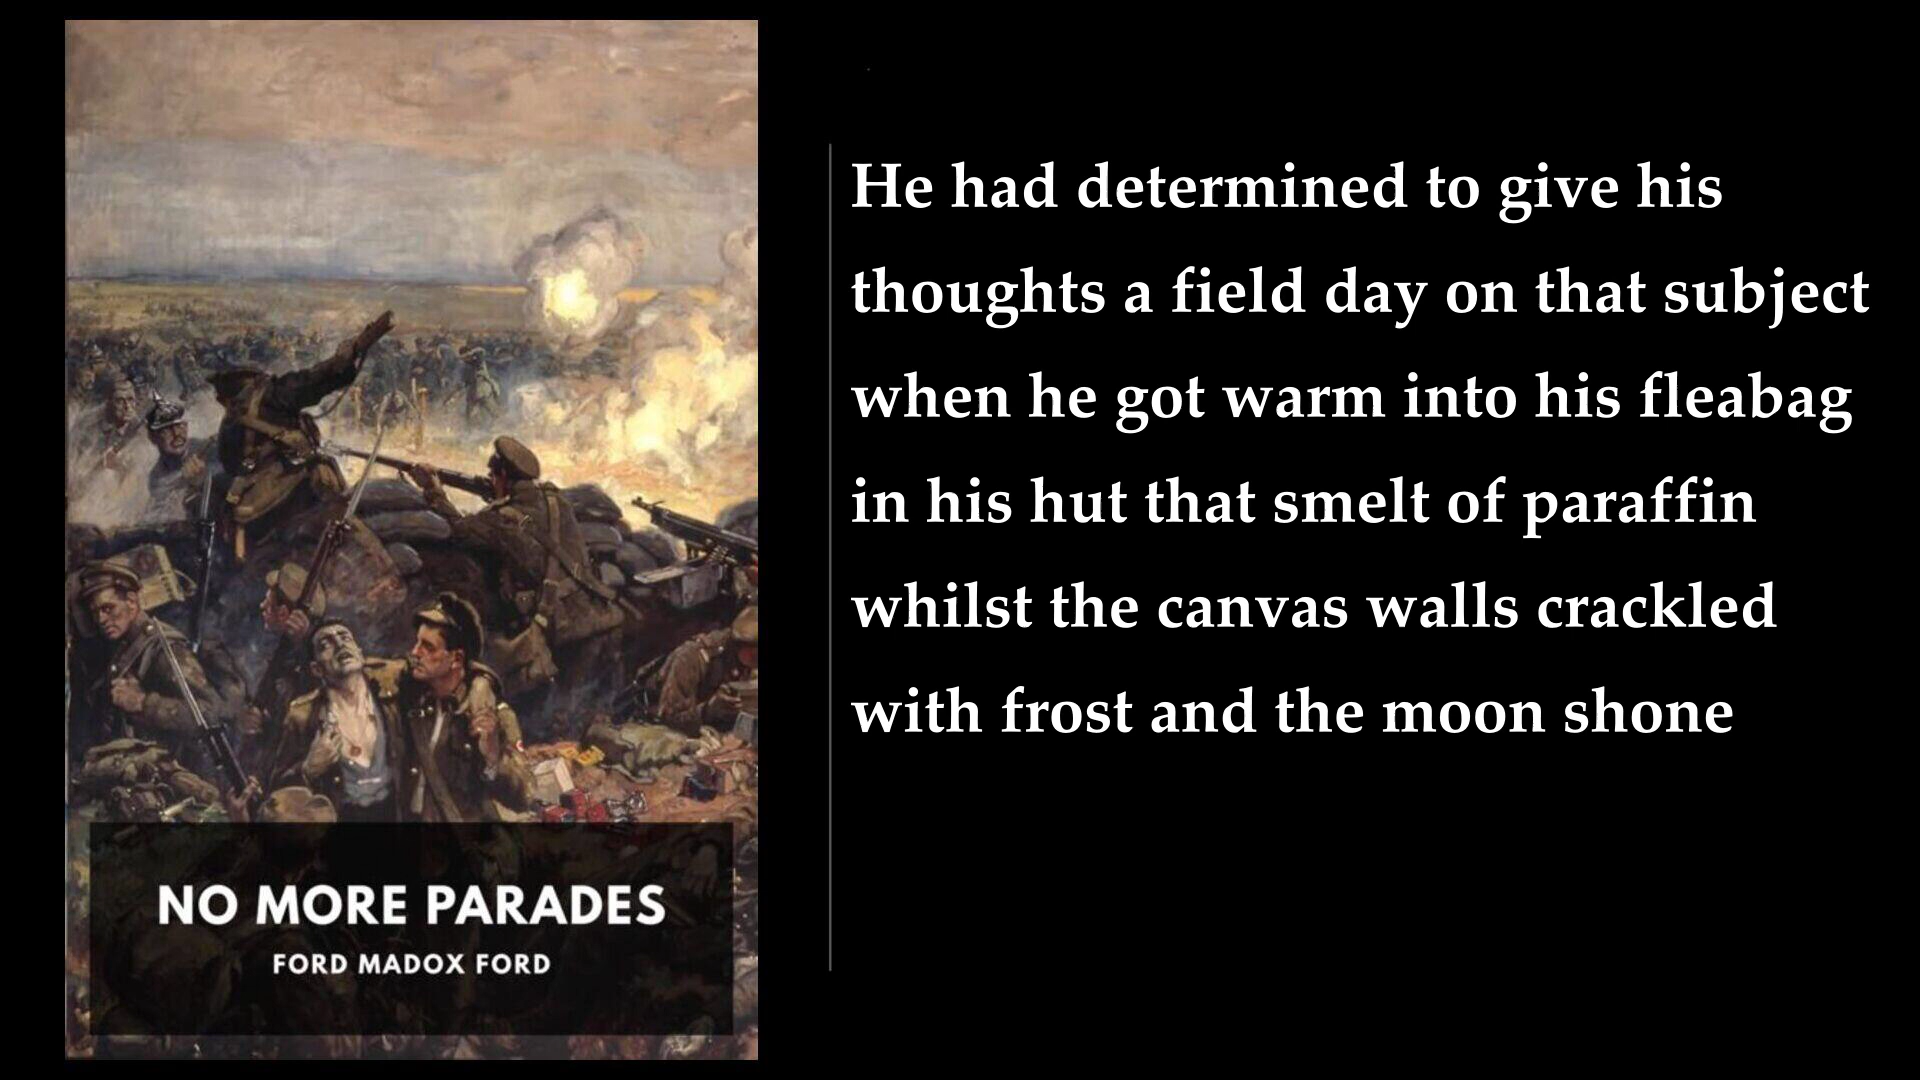 NO MORE PARADES
FORD MADOX FORD
He had determined to give his
thoughts a field day on that subject
when he got warm into his fleabag
in his hut that smelt of paraffin
whilst the canvas walls crackled
with frost and the moon shone